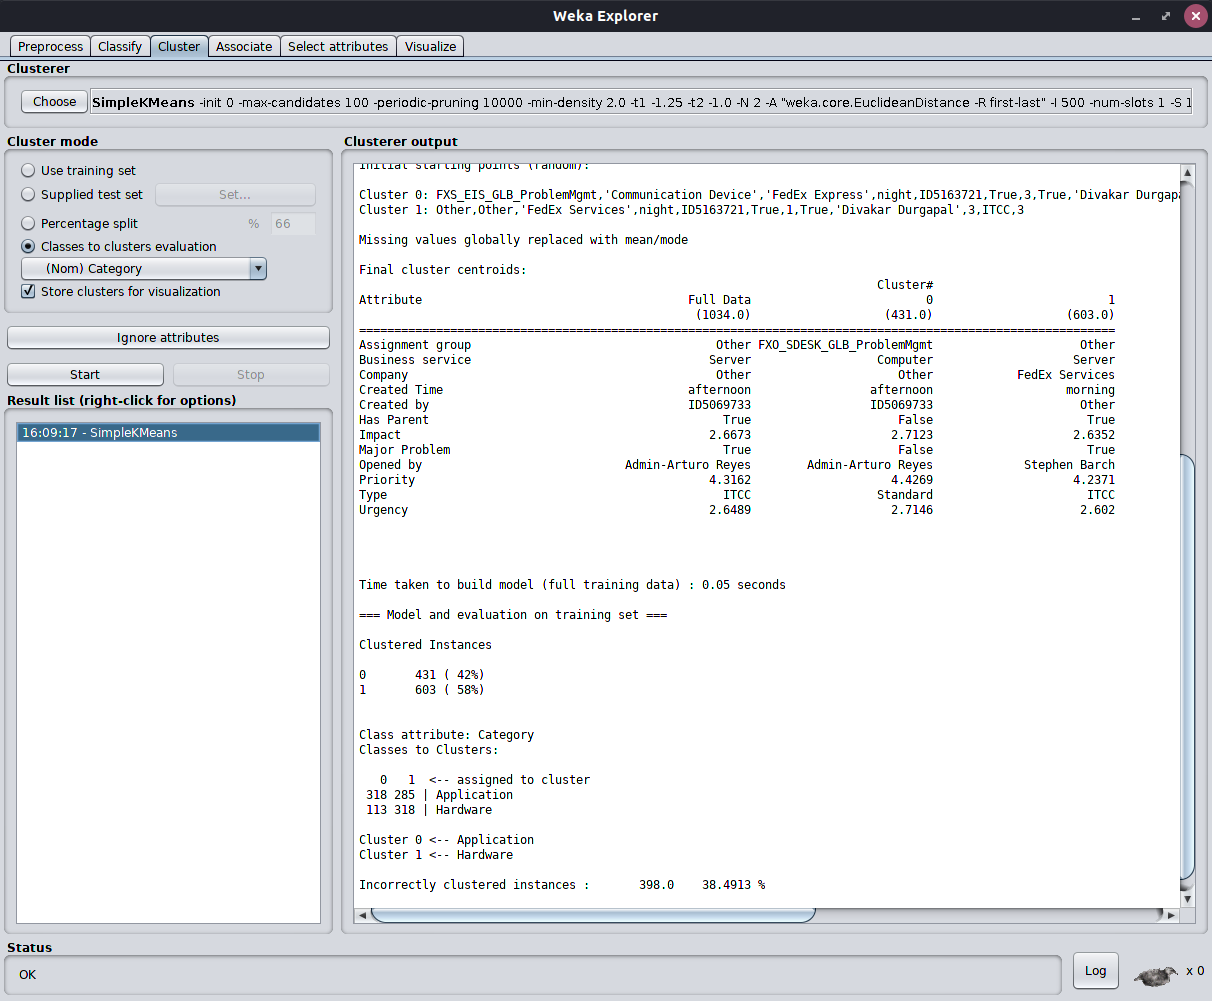 Weka Explorer
Preprocess Classify Cluster Associate Select attributes Visualize
Clusterer
Choose SimpleKMeans -init 0 -max-candidates 100 -periodic-pruning 10000 -min-density 2.0 -t1 -1.25 -t2 -1.0 -N 2 -A "weka.core.EuclideanDistance -R first-last" -I 500 -num-slots 1 -S 1
Cluster mode
Use training set
Supplied test set Set...
Percentage split % 66
Classes to clusters evaluation
(Nom) Category
Store clusters for visualization
Ignore attributes
Start Stop
Result list (right-click for options)
16:09:17 - SimpleKMeans
Clusterer output
Initial starting points (random):
Cluster 0: FXS_EIS_GLB_ProblemMgmt,'Communication Device','FedEx Express',night,ID5163721,True,3,True,'Divakar Durgapa
Cluster 1: Other,Other,'FedEx Services',night,ID5163721,True,1,True,'Divakar Durgapal',3,ITCC,3
Missing values globally replaced with mean/mode
Final cluster centroids:
Cluster#
Attribute Full Data 0 1
(1034.0) (431.0) (603.0)
============================================================================================================
Assignment group Other FXO_SDESK_GLB_ProblemMgmt Other
Business service Server Computer Server
Company Other Other FedEx Services
Created Time afternoon afternoon morning
Created by ID5069733 ID5069733 Other
Has Parent True False True
Impact 2.6673 2.7123 2.6352
Major Problem True False True
Opened by Admin-Arturo Reyes Admin-Arturo Reyes Stephen Barch
Priority 4.3162 4.4269 4.2371
Type ITCC Standard ITCC
Urgency 2.6489 2.7146 2.602
Time taken to build model (full training data) : 0.05 seconds
=== Model and evaluation on training set ===
Clustered Instances
0 431 ( 42%)
1 603 ( 58%)
Class attribute: Category
Classes to Clusters:
0 1 <-- assigned to cluster
318 285 | Application
113 318 | Hardware
Cluster 0 <-- Application
Cluster 1 <-- Hardware
Incorrectly clustered instances : 398.0 38.4913 %
Status
OK
Log
x 0